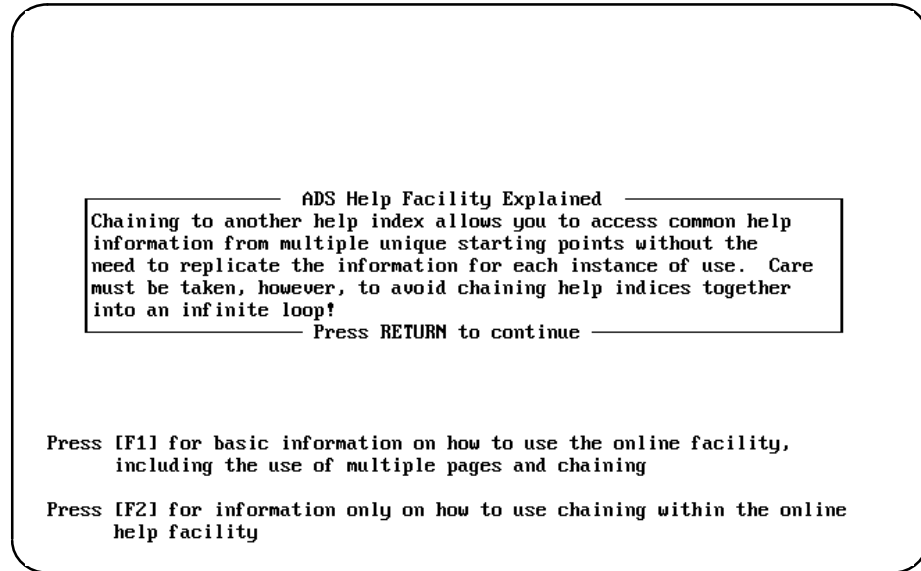 ADS Help Facility Explained
Chaining to another help index allows you to access common help
information from multiple unique starting points without the
need to replicate the information for each instance of use.  Care
must be taken, however, to avoid chaining help indices together
into an infinite loop!
Press RETURN to continue
Press [F1] for basic information on how to use the online facility,
including the use of multiple pages and chaining
Press [F2] for information only on how to use chaining within the online
help facility